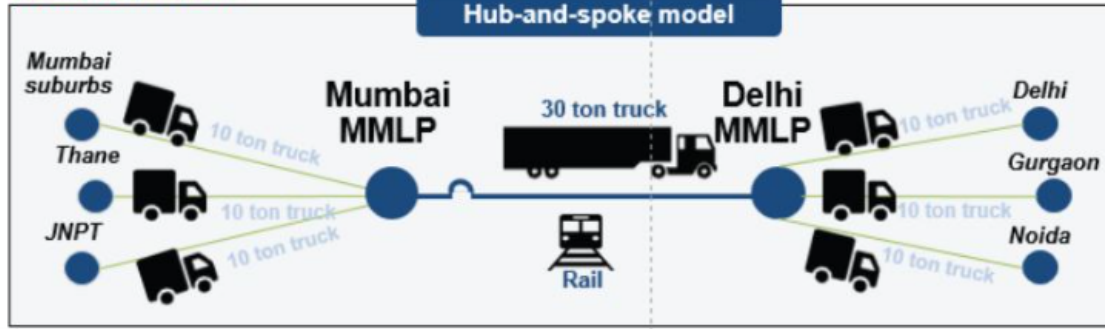 Hub-and-spoke model
Mumbai
suburbs
10 ton truck
Thane
10 ton truck
JNPT
10 ton truck
Mumbai
MMLP
30 ton truck
Rail
Delhi
MMLP
10 ton truck
Delhi
10 ton truck
Gurgaon
10 ton truck
Noida